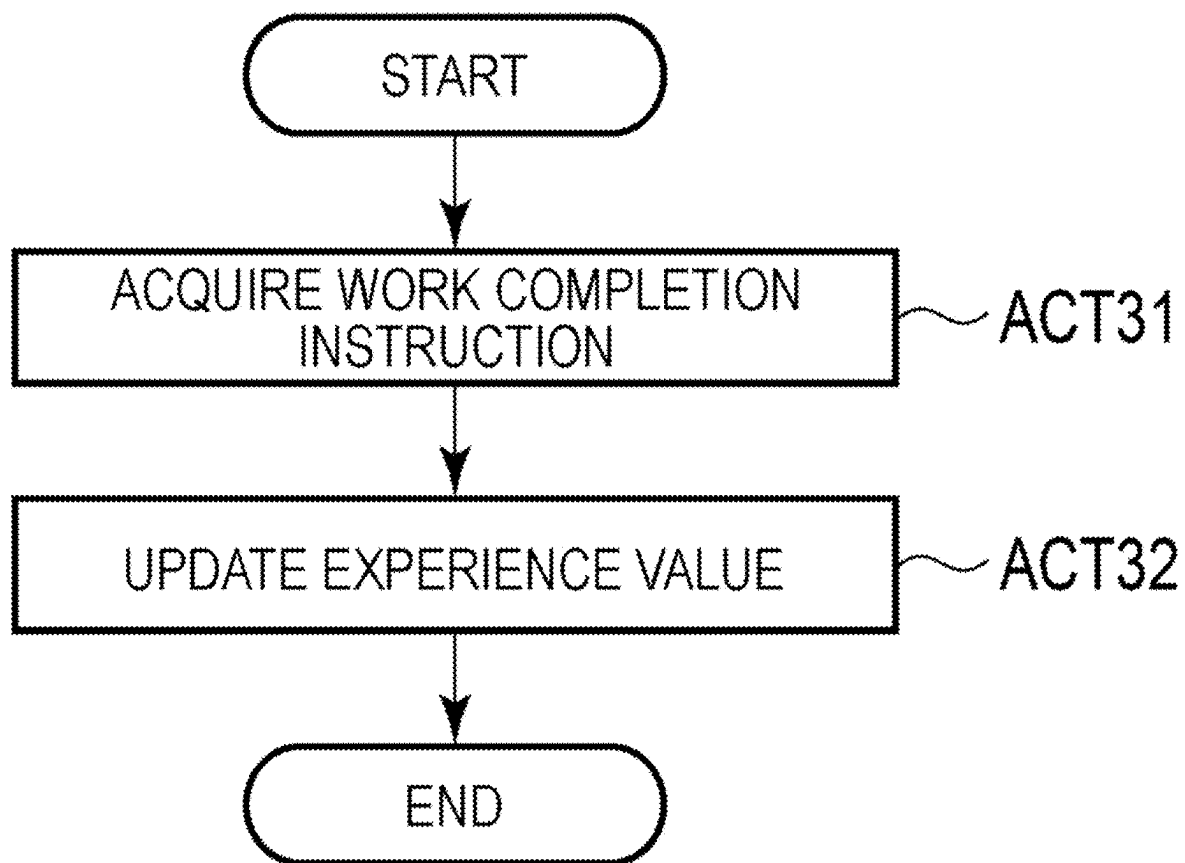 START
ACQUIRE WORK COMPLETION
INSTRUCTION
ACT31
UPDATE EXPERIENCE VALUE
ACT32
END